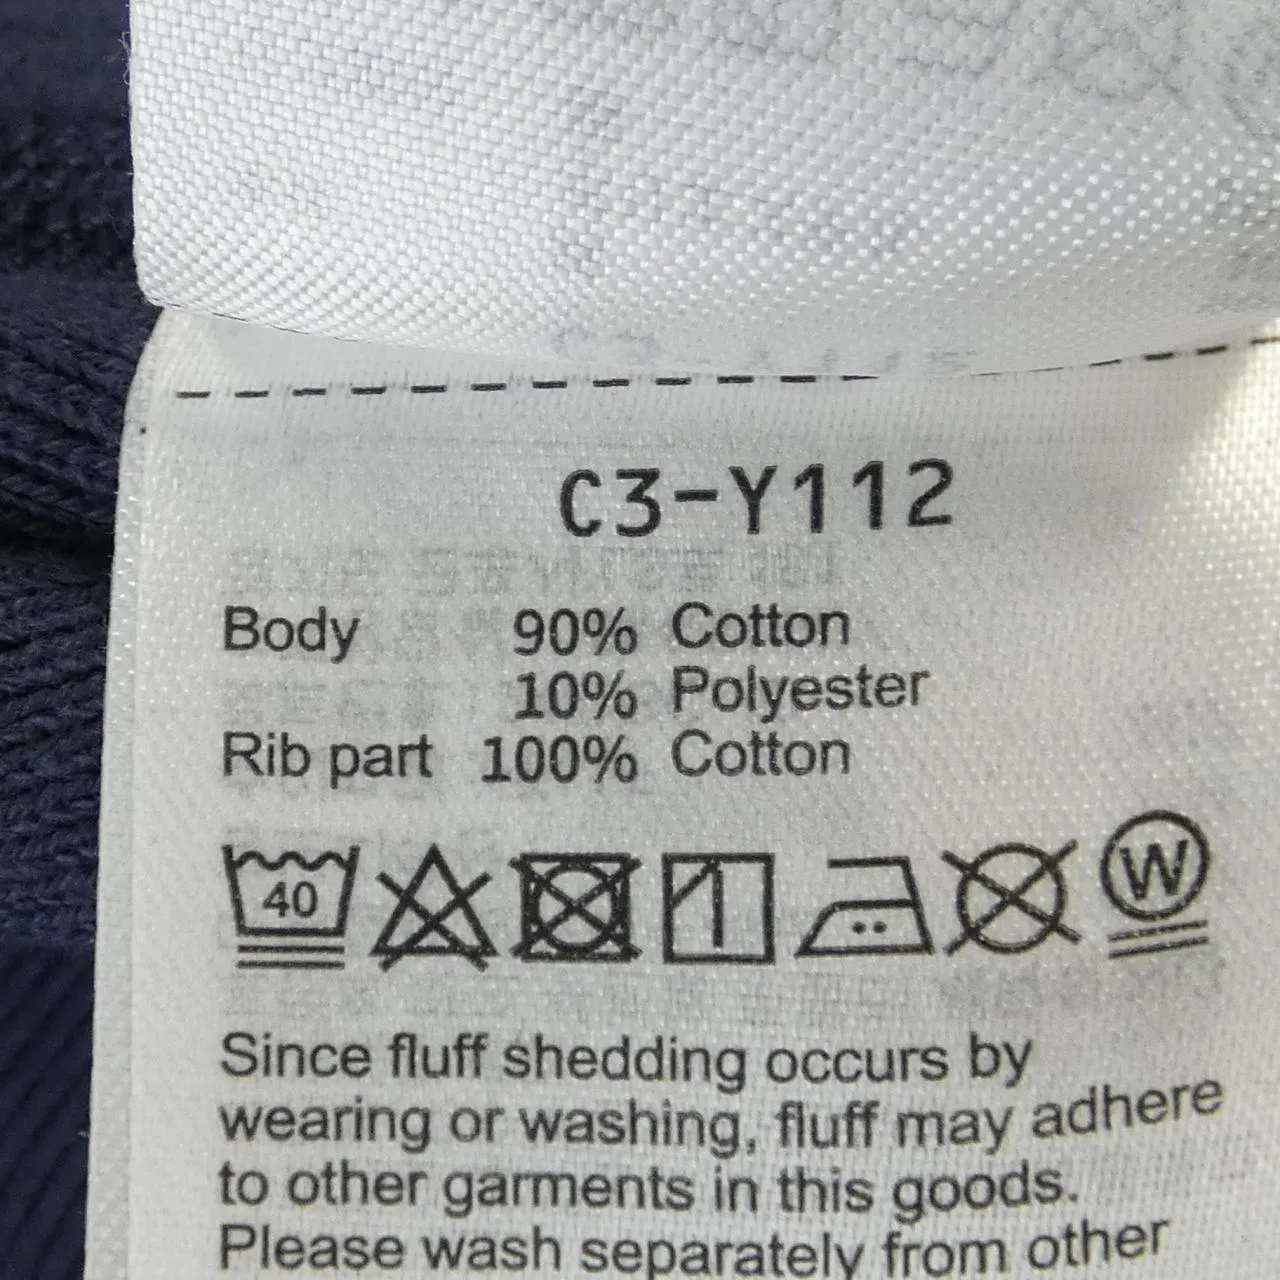 C3-Y112
Body 90% Cotton
10% Polyester
Rib part 100% Cotton
40 W
Since fluff shedding occurs by
wearing or washing, fluff may adhere
to other garments in this goods.
Please wash separately from other